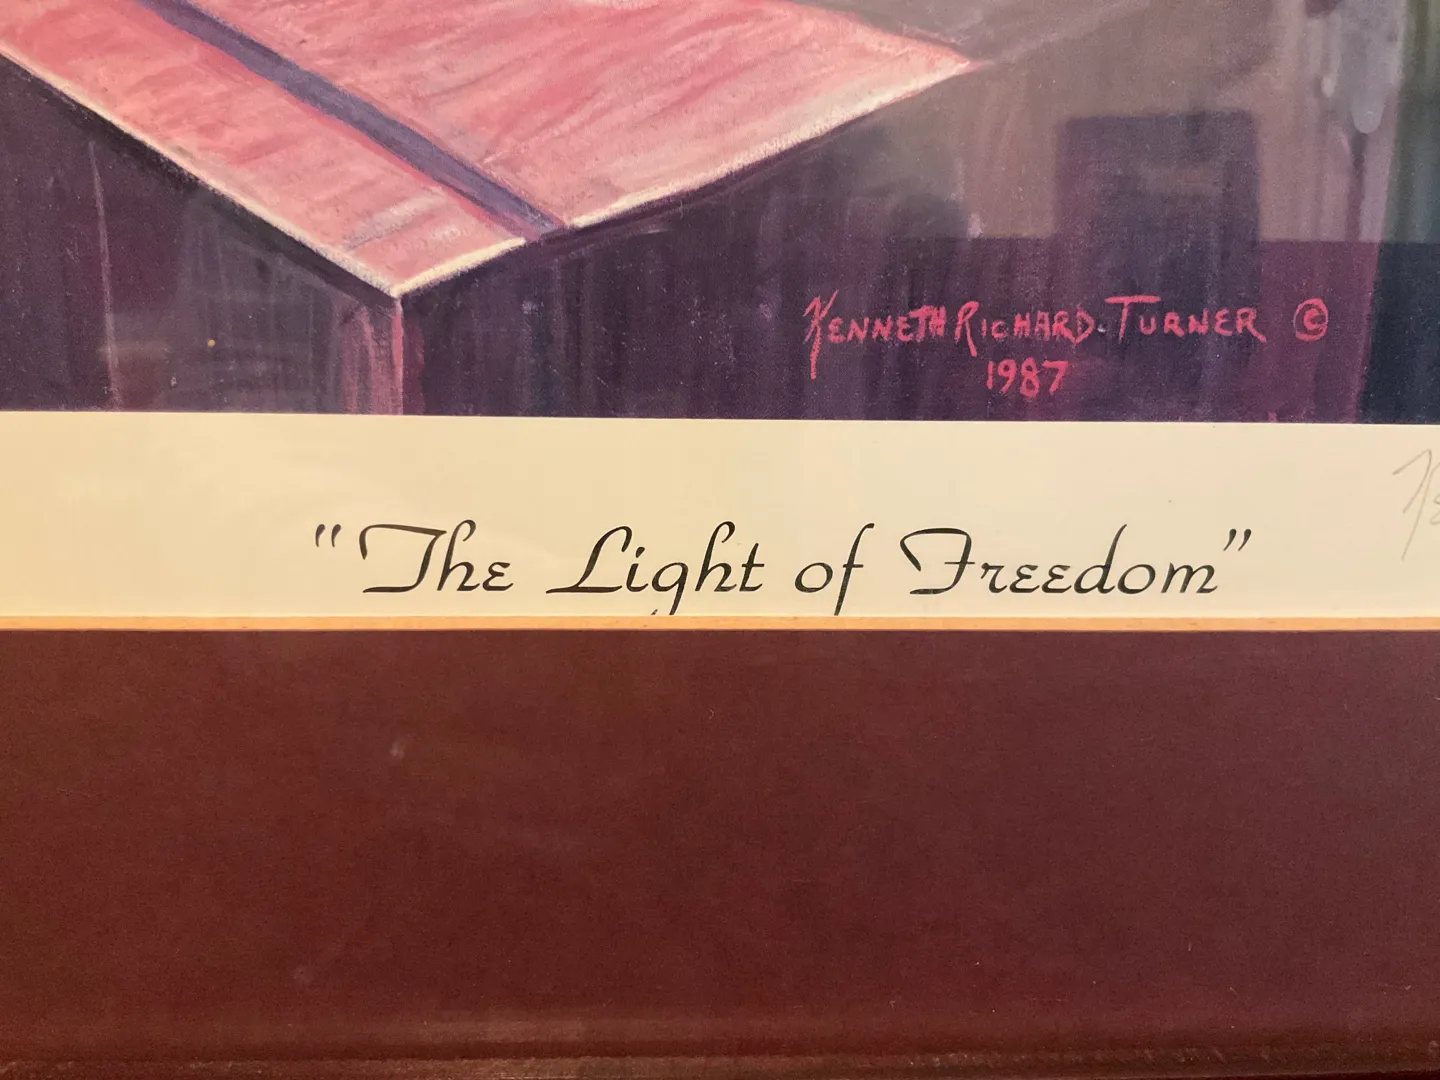 KENNETH RICHARD TURNER ©
1987
"The Light of Freedom"